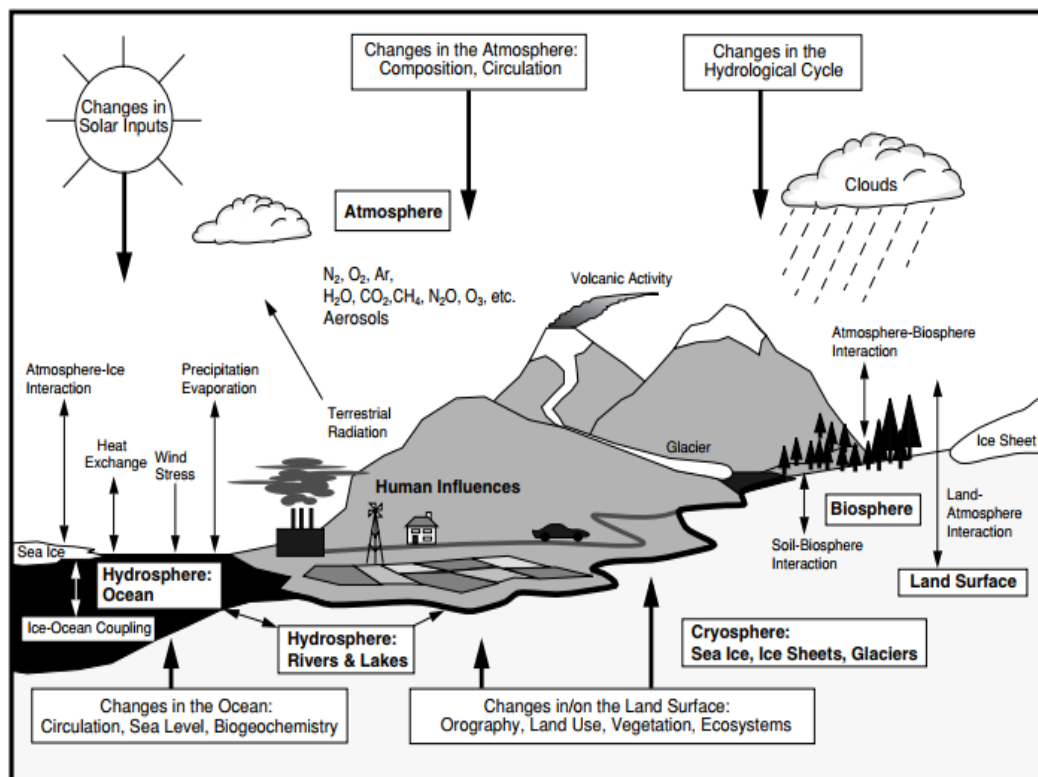 Changes in the Atmosphere:
Composition, Circulation
Changes in the
Hydrological Cycle
Changes in
Solar Inputs
Clouds
Atmosphere
N₂, O₂, Ar,
H₂O, CO₂,CH₄, N₂O, O₃, etc.
Aerosols
Volcanic Activity
Atmosphere-Ice
Interaction
Precipitation
Evaporation
Atmosphere-Biosphere
Interaction
Terrestrial
Radiation
Heat
Exchange
Wind
Stress
Glacier
Ice Sheet
Human Influences
Biosphere
Land-
Atmosphere
Interaction
Soil-Biosphere
Interaction
Sea Ice
Hydrosphere:
Ocean
Land Surface
Ice-Ocean Coupling
Hydrosphere:
Rivers & Lakes
Cryosphere:
Sea Ice, Ice Sheets, Glaciers
Changes in the Ocean:
Circulation, Sea Level, Biogeochemistry
Changes in/on the Land Surface:
Orography, Land Use, Vegetation, Ecosystems